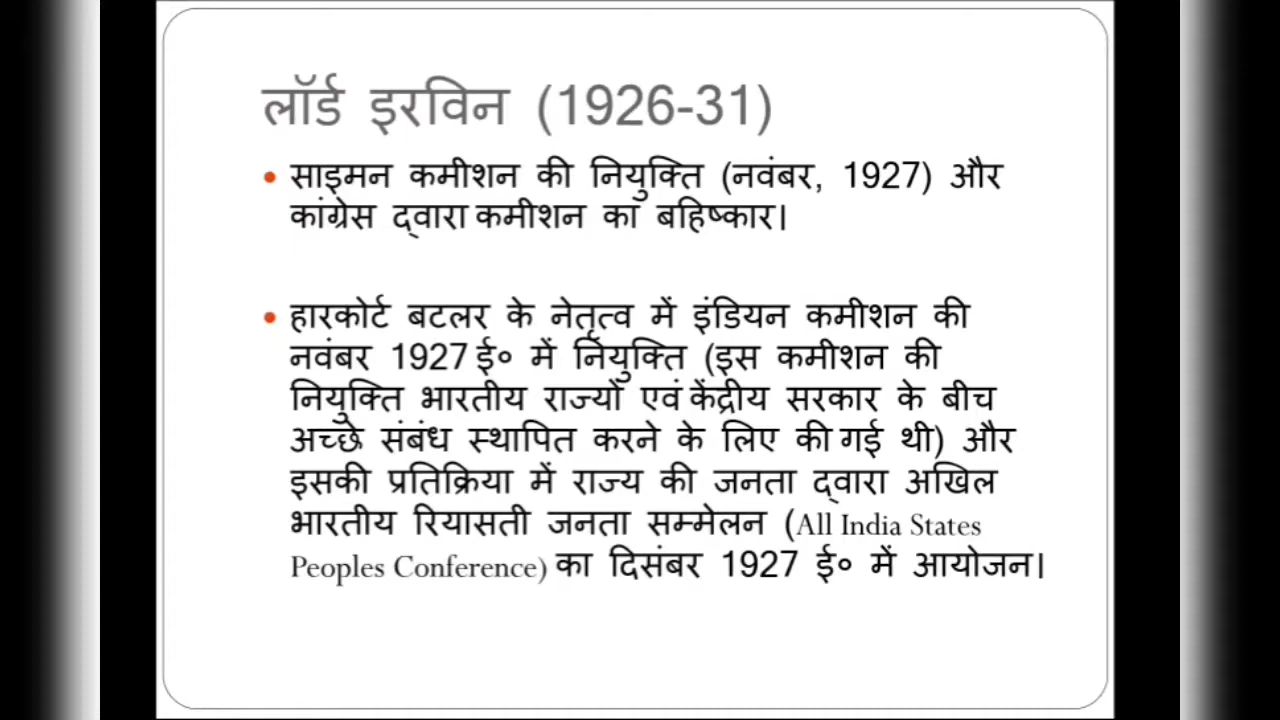 लॉर्ड इरविन (1926-31)
साइमन कमीशन की नियुक्ति (नवंबर, 1927) और
कांग्रेस द्वारा कमीशन का बहिष्कार।
हारकोर्ट बटलर के नेतृत्व में इंडियन कमीशन की
नवंबर 1927 ई० में नियुक्ति (इस कमीशन की
नियुक्ति भारतीय राज्यों एवं केंद्रीय सरकार के बीच
अच्छे संबंध स्थापित करने के लिए की गई थी) और
इसकी प्रतिक्रिया में राज्य की जनता द्वारा अखिल
भारतीय रियासती जनता सम्मेलन (All India States
Peoples Conference) का दिसंबर 1927 ई० में आयोजन।